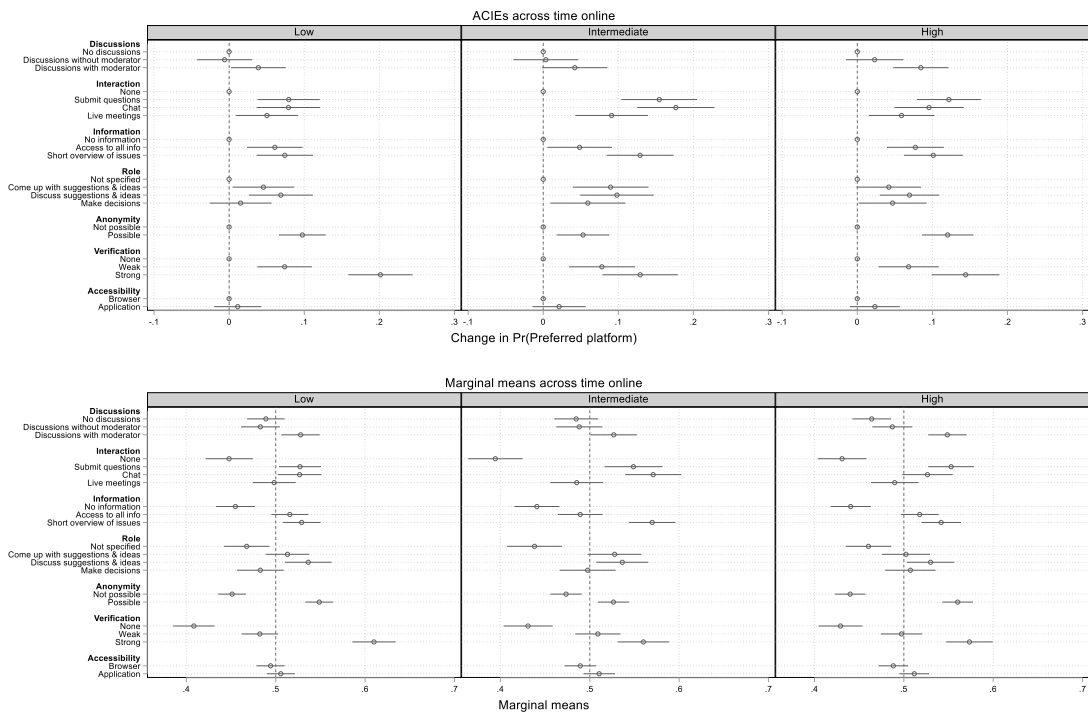 ACIEs across time online
Low Intermediate High
Discussions
No discussions
Discussions without moderator
Discussions with moderator
Interaction
None
Submit questions
Chat
Live meetings
Information
No information
Access to all info
Short overview of issues
Role
Not specified
Come up with suggestions & ideas
Discuss suggestions & ideas
Make decisions
Anonymity
Not possible
Possible
Verification
None
Weak
Strong
Accessibility
Browser
Application
-.1 0 .1 .2 .3 -.1 0 .1 .2 .3 -.1 0 .1 .2 .3
Change in Pr(Preferred platform)
Marginal means across time online
Low Intermediate High
Discussions
No discussions
Discussions without moderator
Discussions with moderator
Interaction
None
Submit questions
Chat
Live meetings
Information
No information
Access to all info
Short overview of issues
Role
Not specified
Come up with suggestions & ideas
Discuss suggestions & ideas
Make decisions
Anonymity
Not possible
Possible
Verification
None
Weak
Strong
Accessibility
Browser
Application
.4 .5 .6 .7 .4 .5 .6 .7 .4 .5 .6 .7
Marginal means